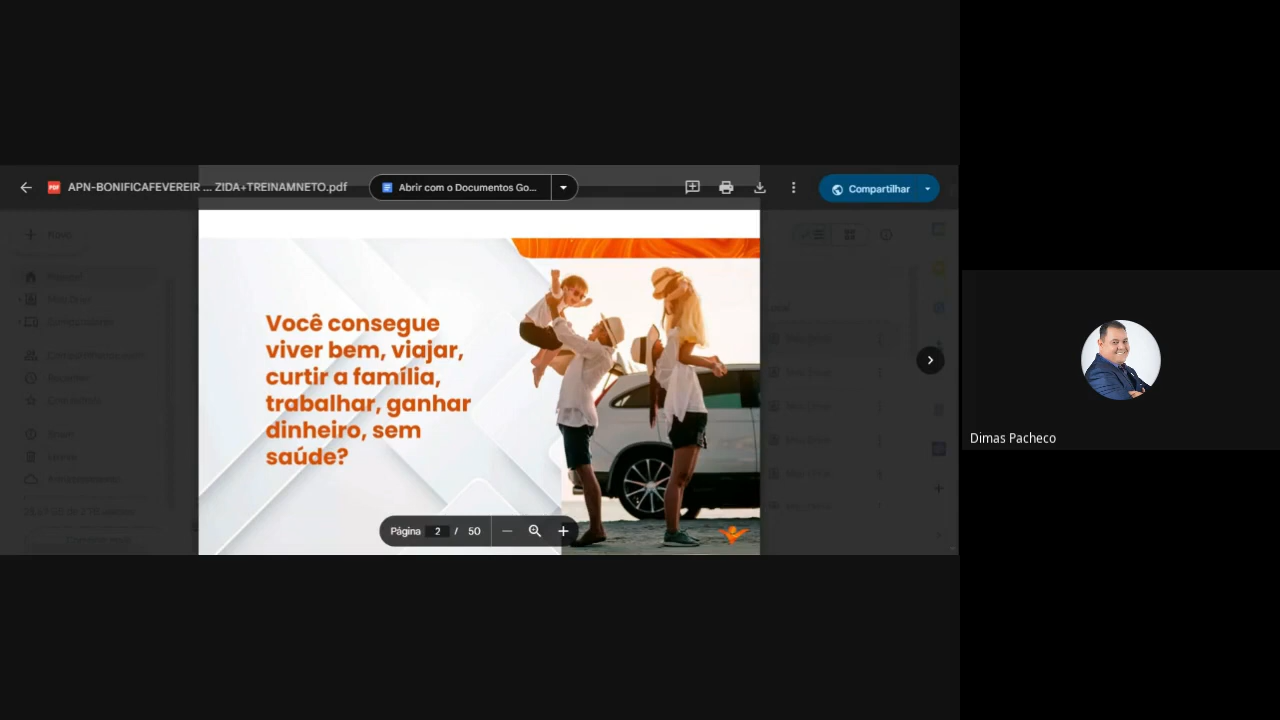 APN-BONIFICAFEVEREIR ... ZIDA+TREINAMNETO.pdf
Abrir com o Documentos Go...
Compartilhar
Você consegue
viver bem, viajar,
curtir a família,
trabalhar, ganhar
dinheiro, sem
saúde?
Página 2 / 50
Dimas Pacheco